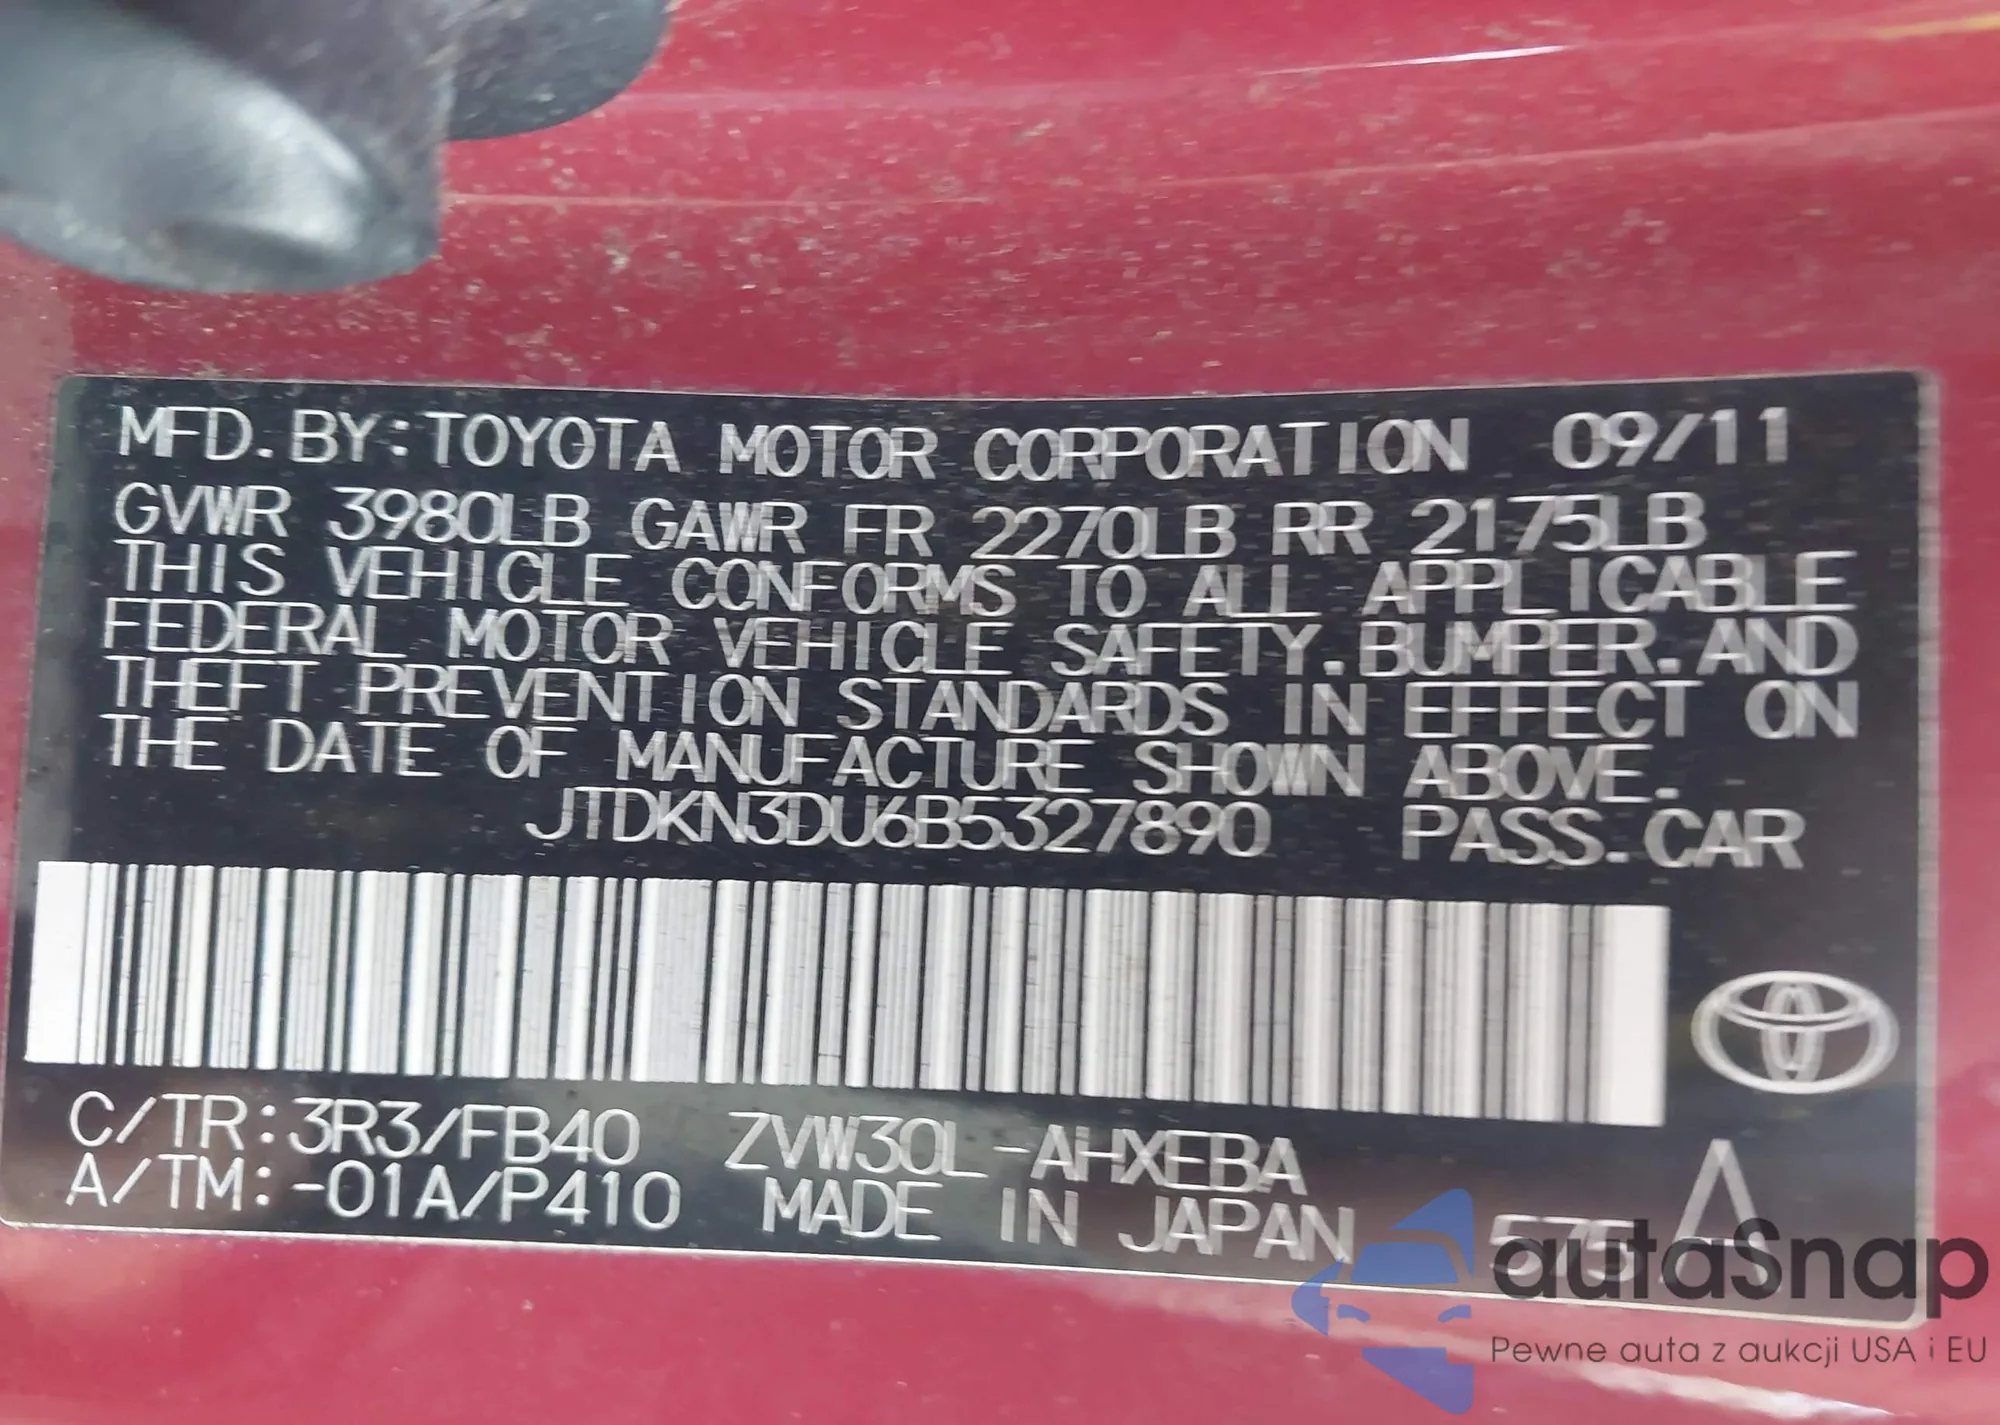 MFD.BY:TOYOTA MOTOR CORPORATION 09/11
GVWR 3980LB GAWR FR 2270LB RR 2175LB
THIS VEHICLE CONFORMS TO ALL APPLICABLE
FEDERAL MOTOR VEHICLE SAFETY.BUMPER.AND
THEFT PREVENTION STANDARDS IN EFFECT ON
THE DATE OF MANUFACTURE SHOWN ABOVE.
JTDKN3DU6B5327890 PASS.CAR
C/TR:3R3/FB40 ZVW30L-AHXEBA
A/TM:-01A/P410 MADE IN JAPAN 575
autaSnap
Pewne auta z aukcji USA i EU